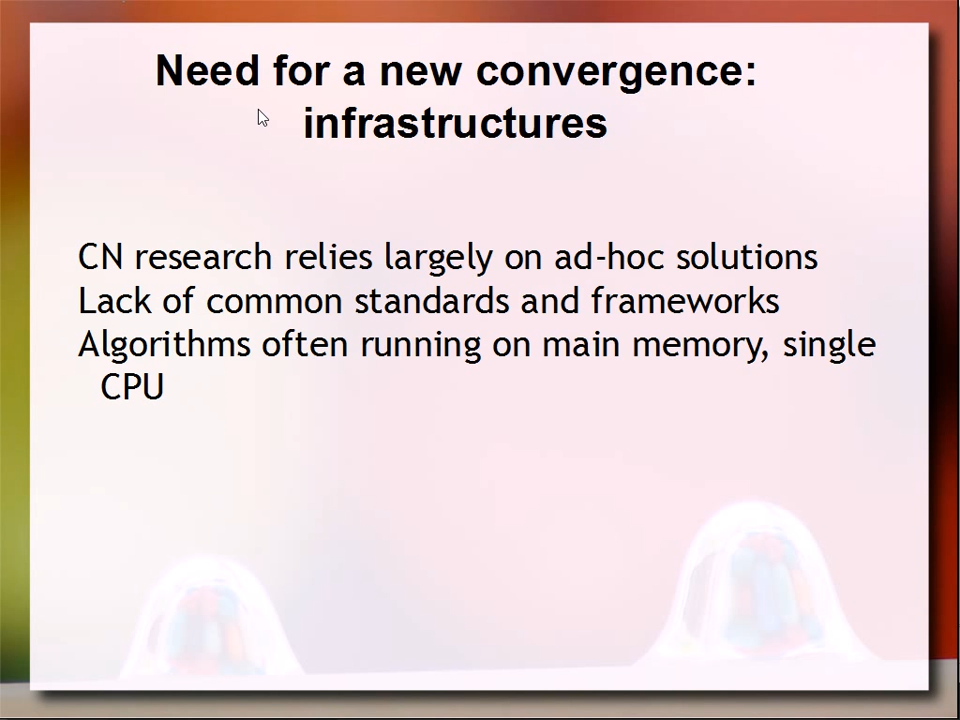 Need for a new convergence:
infrastructures
CN research relies largely on ad-hoc solutions
Lack of common standards and frameworks
Algorithms often running on main memory, single
CPU